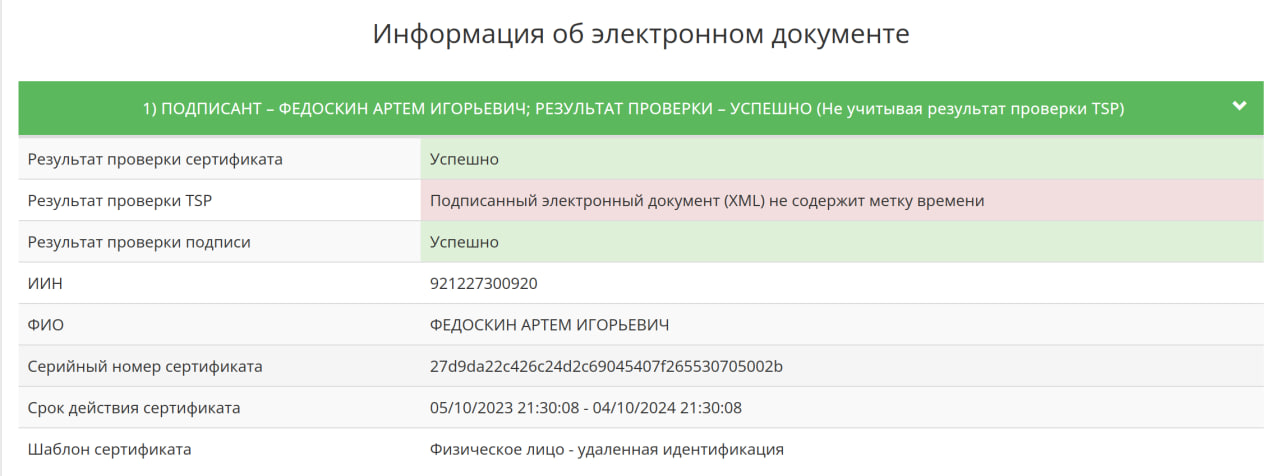 Информация об электронном документе
1) ПОДПИСАНТ – ФЕДОСКИН АРТЕМ ИГОРЬЕВИЧ; РЕЗУЛЬТАТ ПРОВЕРКИ – УСПЕШНО (Не учитывая результат проверки TSP)
Результат проверки сертификата Успешно
Результат проверки TSP Подписанный электронный документ (XML) не содержит метку времени
Результат проверки подписи Успешно
ИИН 921227300920
ФИО ФЕДОСКИН АРТЕМ ИГОРЬЕВИЧ
Серийный номер сертификата 27d9da22c426c24d2c69045407f265530705002b
Срок действия сертификата 05/10/2023 21:30:08 - 04/10/2024 21:30:08
Шаблон сертификата Физическое лицо - удаленная идентификация